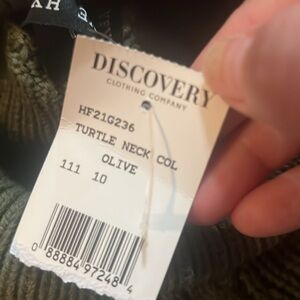 DISCOVERY
CLOTHING COMPANY
HF21G236
TURTLE NECK COL
OLIVE
111 10
0 88884 97248 4